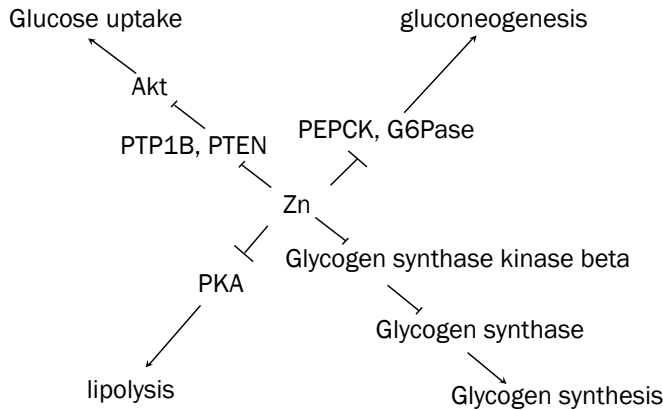 Glucose uptake
gluconeogenesis
Akt
PEPCK, G6Pase
PTP1B, PTEN
Zn
Glycogen synthase kinase beta
PKA
Glycogen synthase
lipolysis
Glycogen synthesis